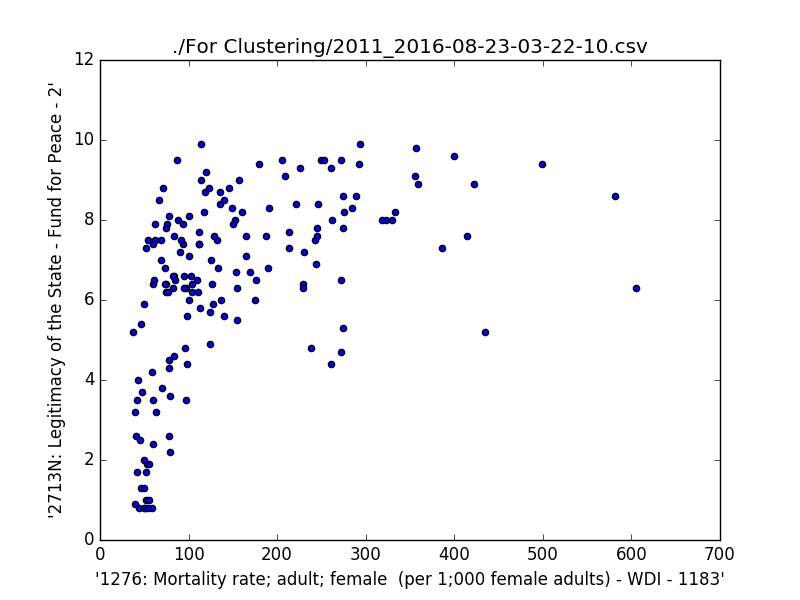 ./For Clustering/2011_2016-08-23-03-22-10.csv
'2713N: Legitimacy of the State - Fund for Peace - 2'
12
10
8
6
4
2
0
0 100 200 300 400 500 600 700
'1276: Mortality rate; adult; female  (per 1;000 female adults) - WDI - 1183'